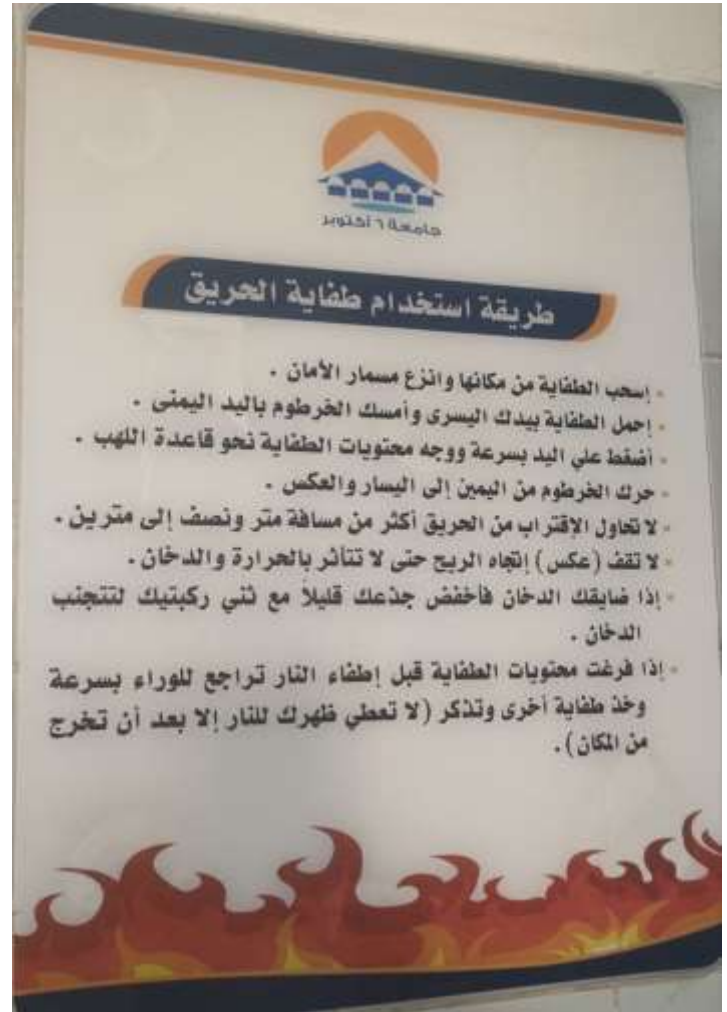 جامعة ٦ أكتوبر
طريقة استخدام طفاية الحريق
- إسحب الطفاية من مكانها وانزع مسمار الأمان .
- إحمل الطفاية بيدك اليسرى وأمسك الخرطوم باليد اليمنى .
- أضغط علي اليد بسرعة ووجه محتويات الطفاية نحو قاعدة اللهب .
- حرك الخرطوم من اليمين إلى اليسار والعكس .
- لا تحاول الإقتراب من الحريق أكثر من مسافة متر ونصف إلى مترين .
- لا تقف (عكس) إتجاه الريح حتى لا تتأثر بالحرارة والدخان .
- إذا ضايقك الدخان فأخفض جذعك قليلاً مع ثني ركبتيك لتتجنب
الدخان .
- إذا فرغت محتويات الطفاية قبل إطفاء النار تراجع للوراء بسرعة
وخذ طفاية أخرى وتذكر (لا تعطي ظهرك للنار إلا بعد أن تخرج
من المكان).